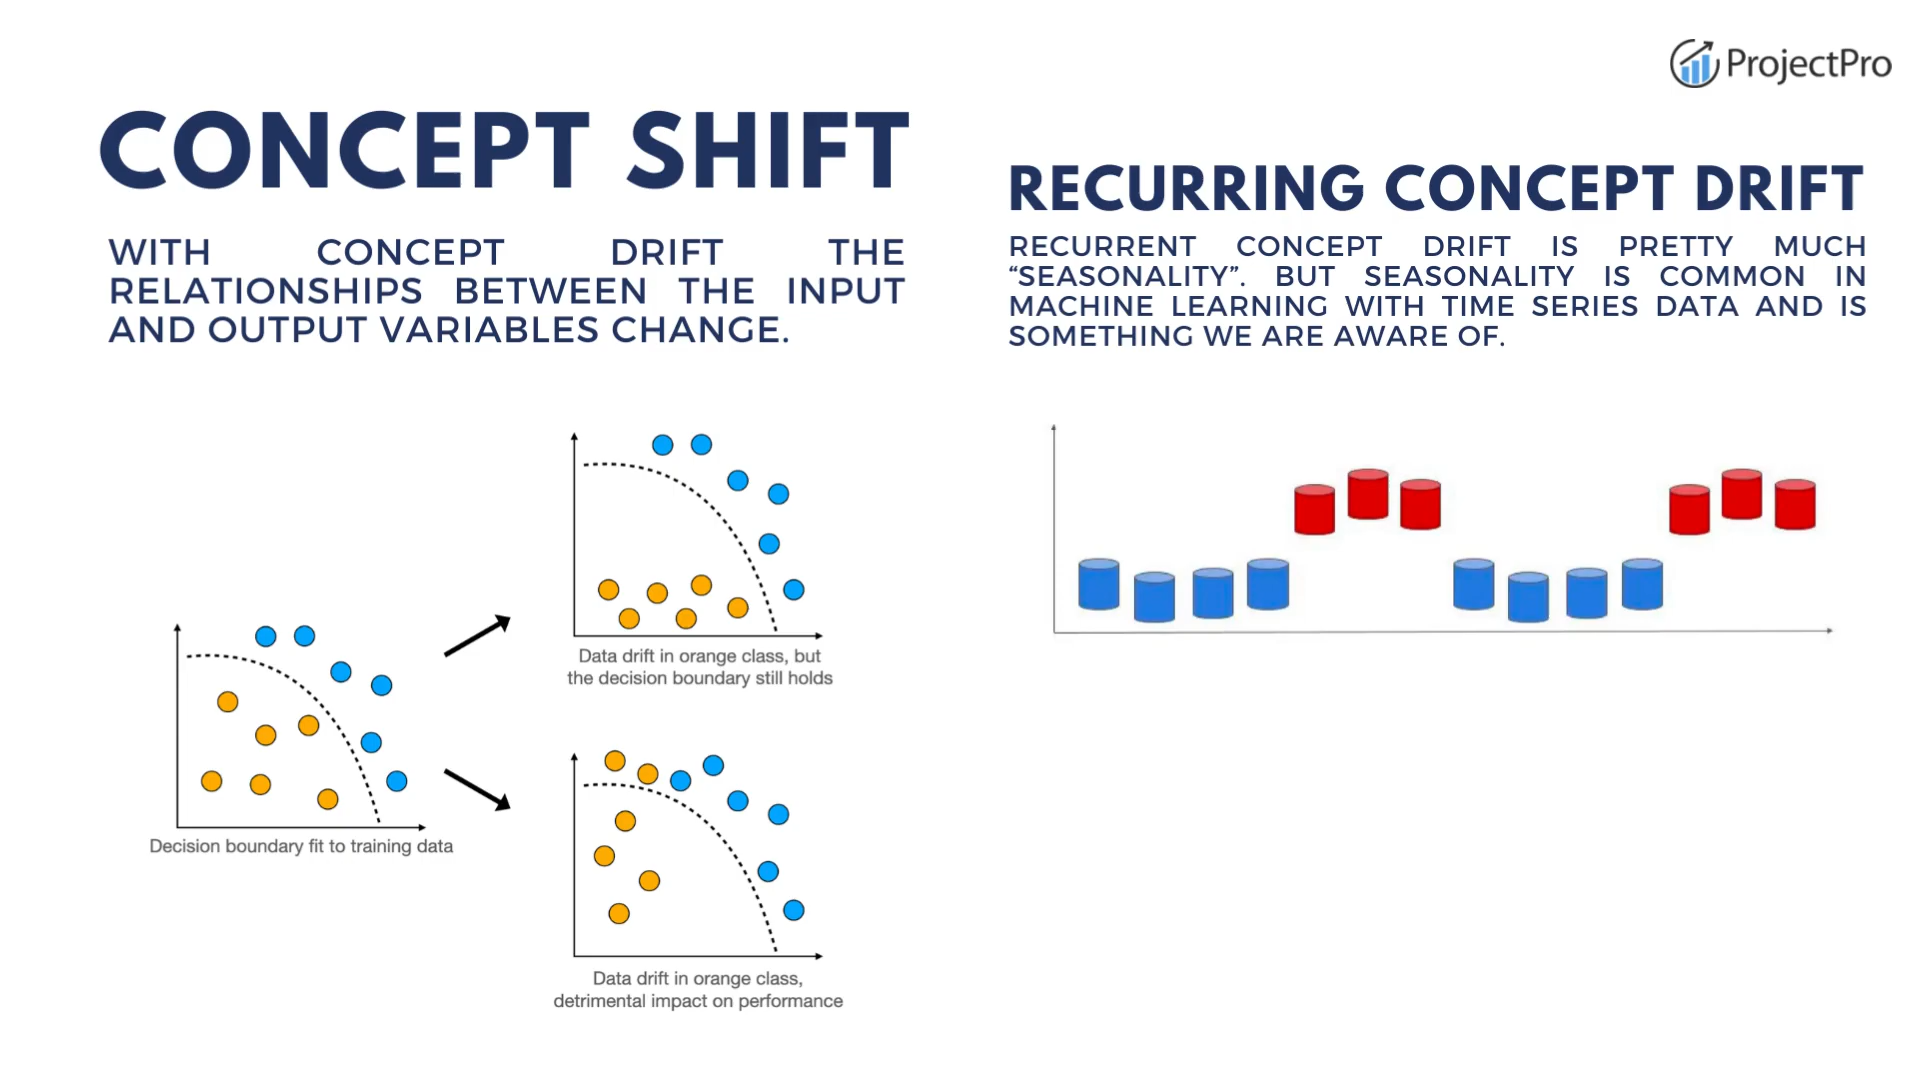 ProjectPro
CONCEPT SHIFT
WITH CONCEPT DRIFT THE
RELATIONSHIPS BETWEEN THE INPUT
AND OUTPUT VARIABLES CHANGE.
RECURRING CONCEPT DRIFT
RECURRENT CONCEPT DRIFT IS PRETTY MUCH
“SEASONALITY”. BUT SEASONALITY IS COMMON IN
MACHINE LEARNING WITH TIME SERIES DATA AND IS
SOMETHING WE ARE AWARE OF.
Data drift in orange class, but
the decision boundary still holds
Decision boundary fit to training data
Data drift in orange class,
detrimental impact on performance